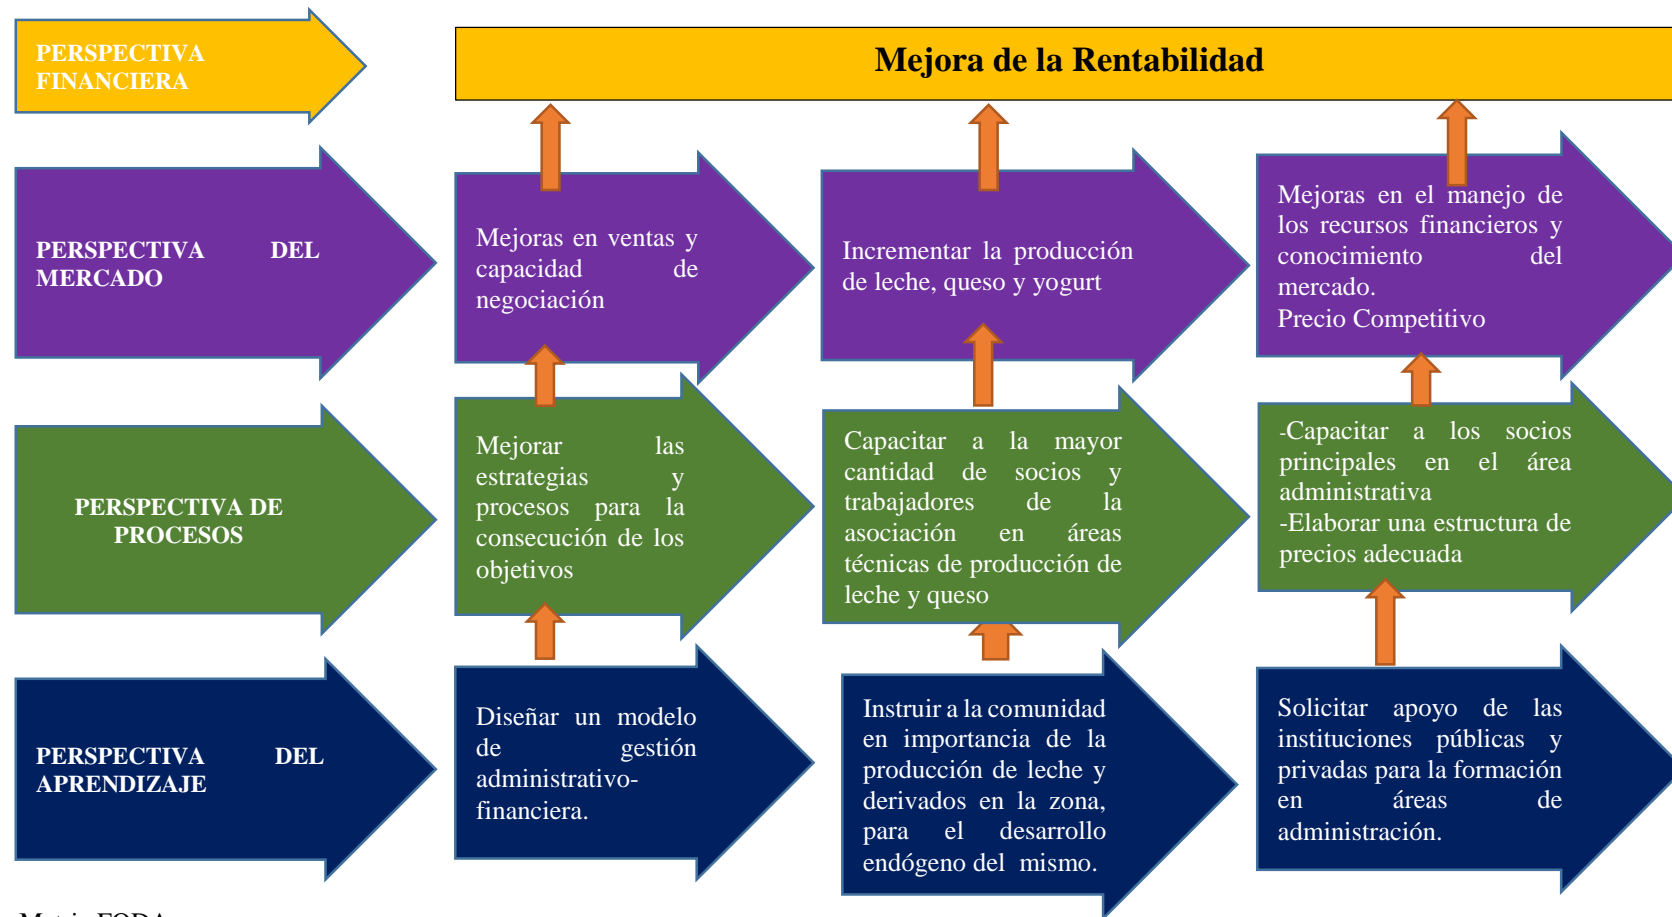 PERSPECTIVA
FINANCIERA
Mejora de la Rentabilidad
PERSPECTIVA DEL
MERCADO
Mejoras en ventas y
capacidad de
negociación
Incrementar la producción
de leche, queso y yogurt
Mejoras en el manejo de
los recursos financieros y
conocimiento del
mercado.
Precio Competitivo
PERSPECTIVA DE
PROCESOS
Mejorar las
estrategias y
procesos para la
consecución de los
objetivos
Capacitar a la mayor
cantidad de socios y
trabajadores de la
asociación en áreas
técnicas de producción de
leche y queso
-Capacitar a los socios
principales en el área
administrativa
-Elaborar una estructura de
precios adecuada
PERSPECTIVA DEL
APRENDIZAJE
Diseñar un modelo
de gestión
administrativo-
financiera.
Instruir a la comunidad
en importancia de la
producción de leche y
derivados en la zona,
para el desarrollo
endógeno del mismo.
Solicitar apoyo de las
instituciones públicas y
privadas para la formación
en áreas de
administración.
Matriz FODA